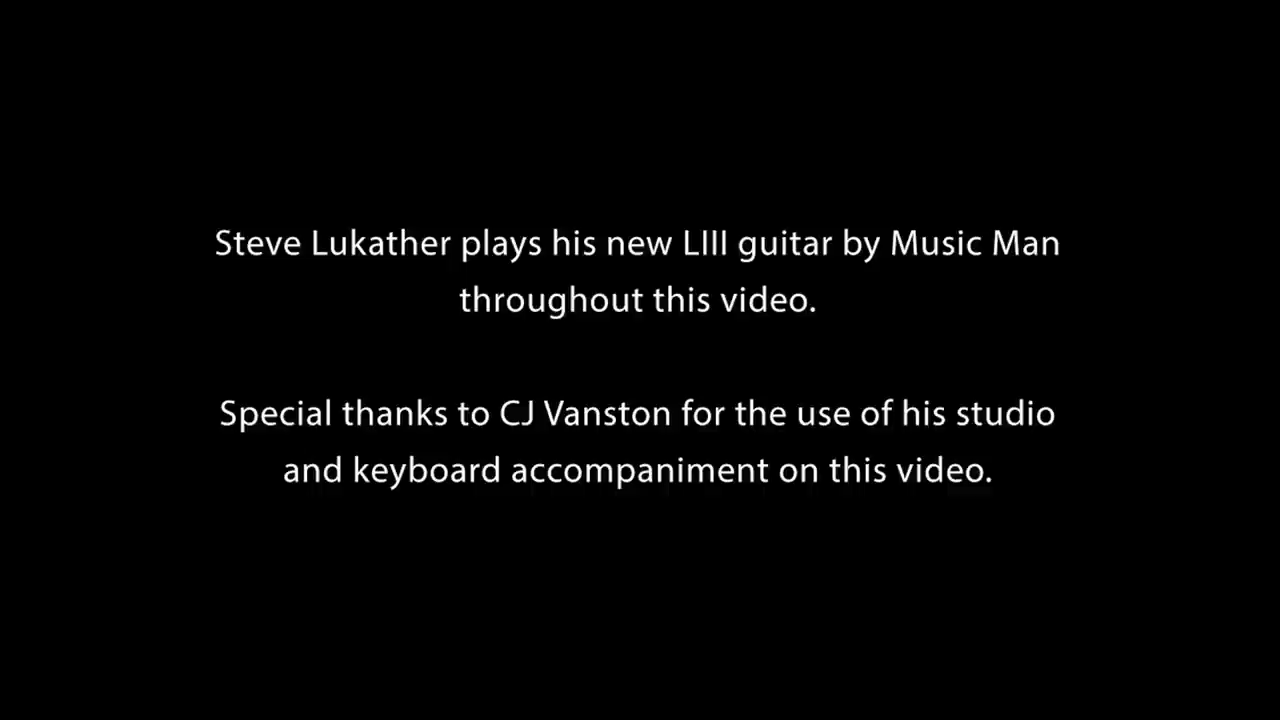 Steve Lukather plays his new LIII guitar by Music Man
throughout this video.
Special thanks to CJ Vanston for the use of his studio
and keyboard accompaniment on this video.